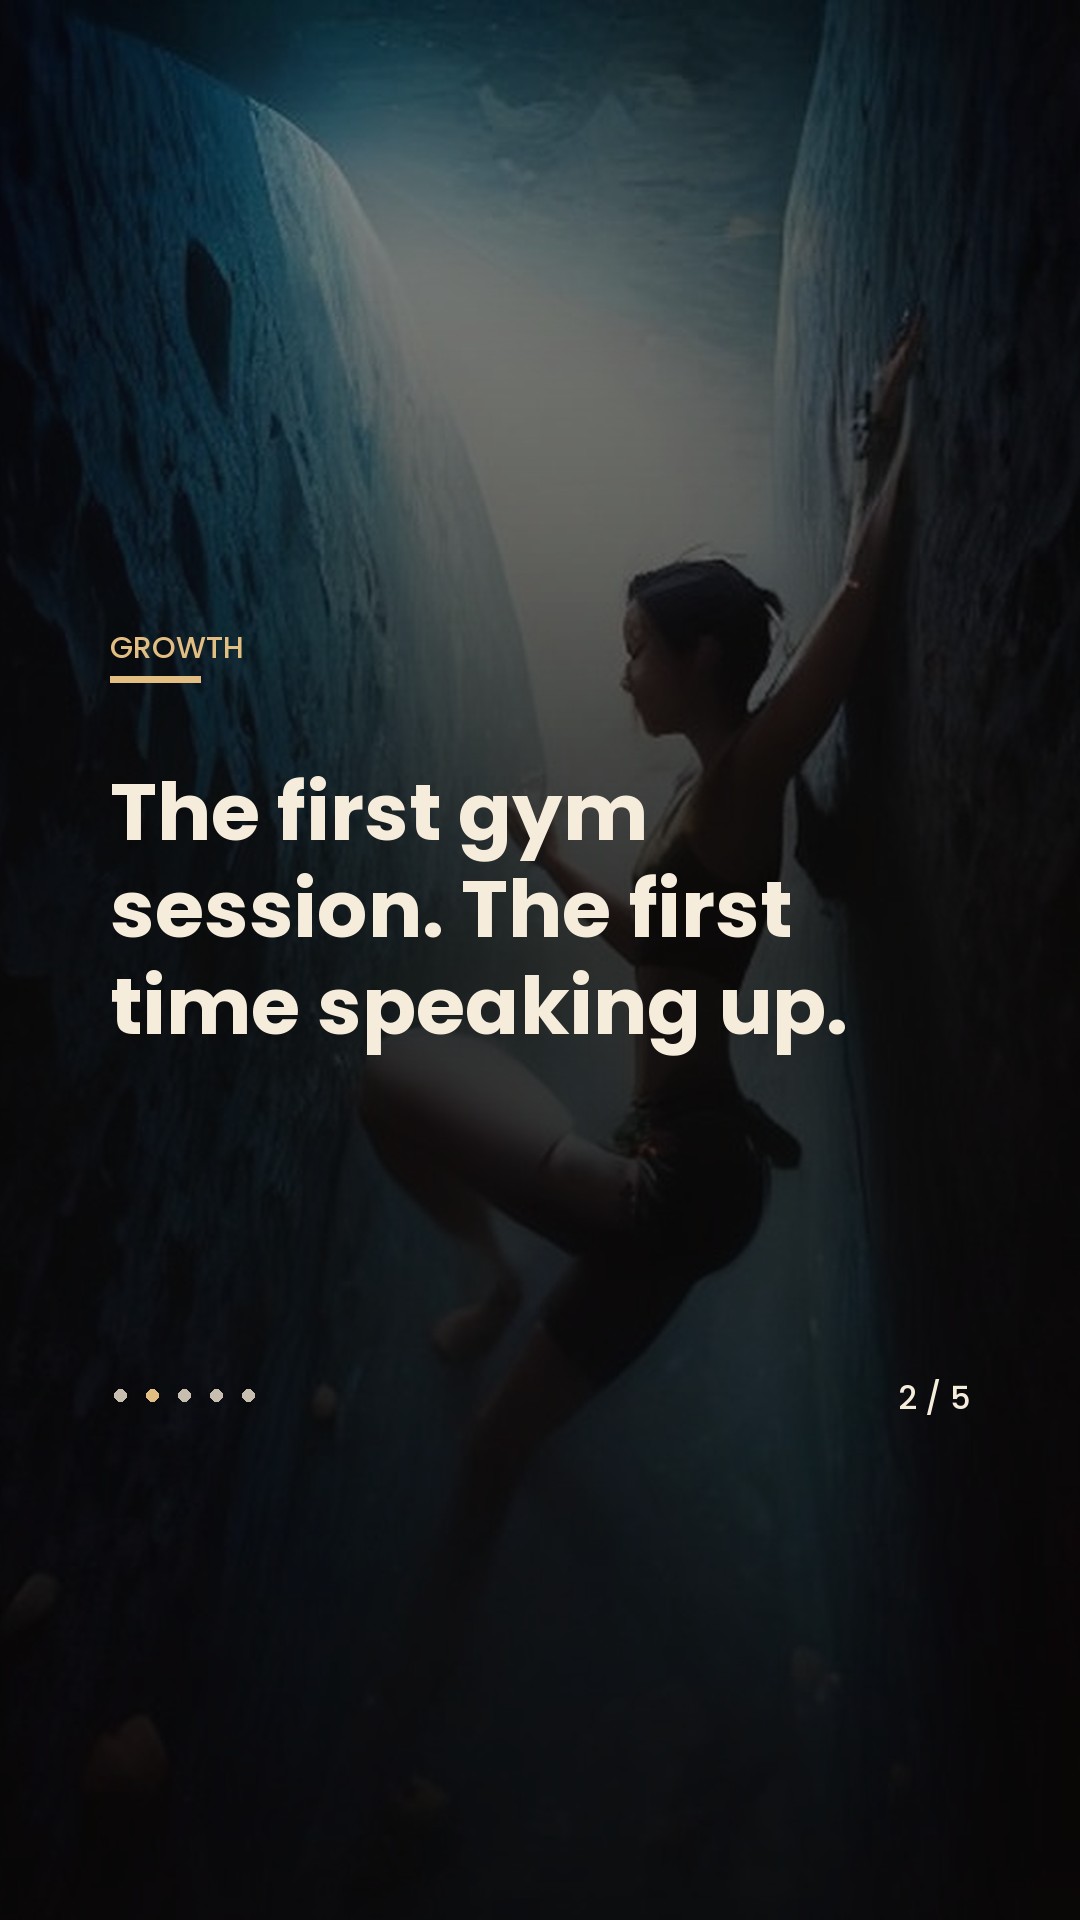 GROWTH
The first gym
session. The first
time speaking up.
2 / 5